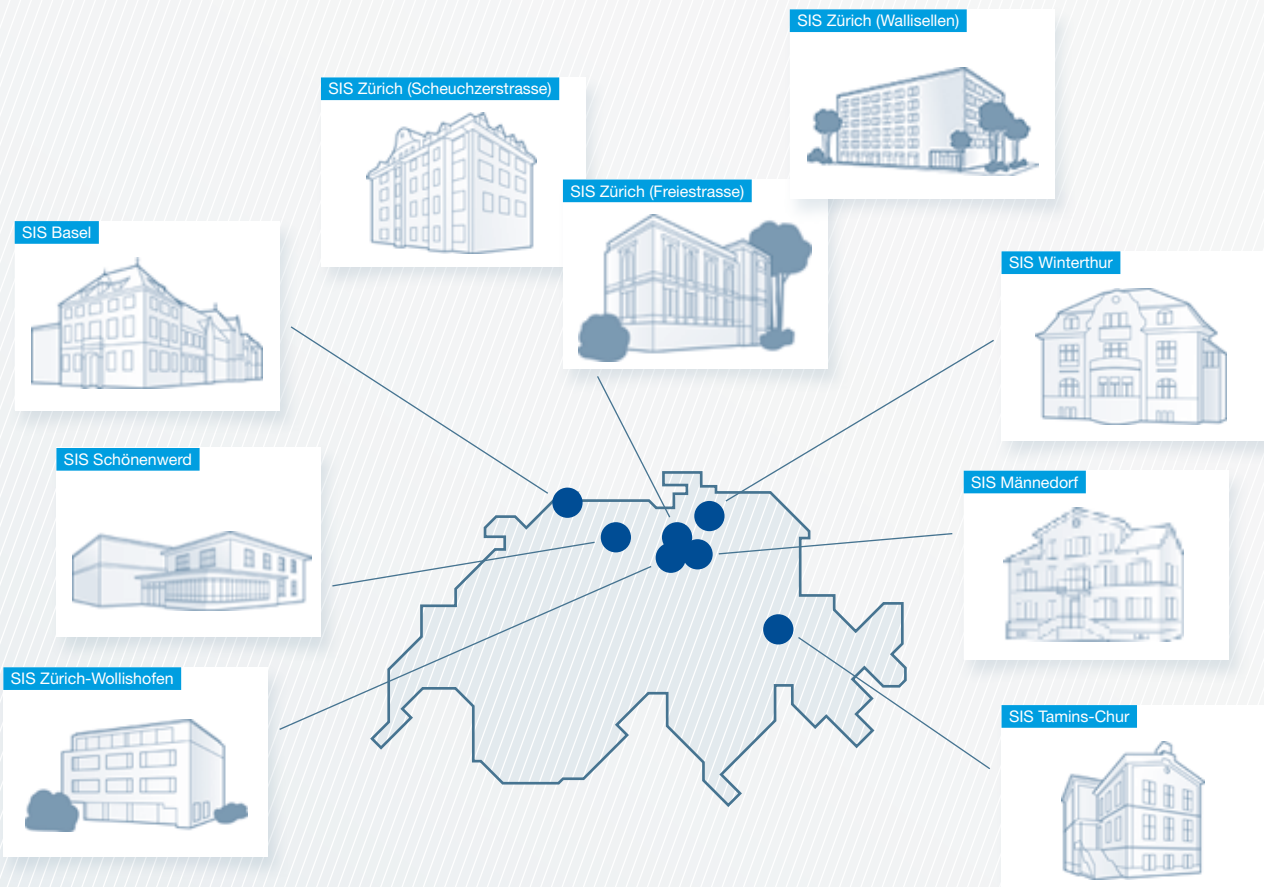 SIS Zürich (Wallisellen)
SIS Zürich (Scheuchzerstrasse)
SIS Zürich (Freiestrasse)
SIS Basel
SIS Winterthur
SIS Schönenwerd
SIS Männedorf
SIS Zürich-Wollishofen
SIS Tamins-Chur